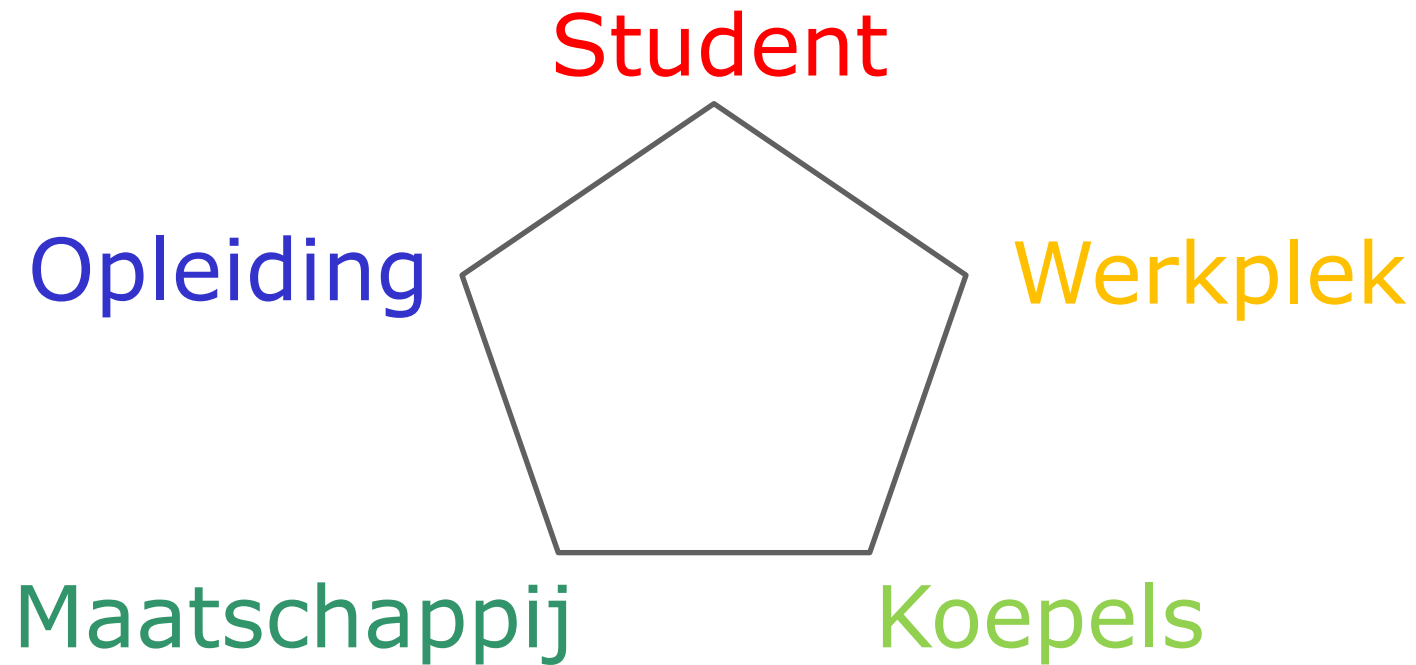 Student
Opleiding
Werkplek
Maatschappij
Koepels